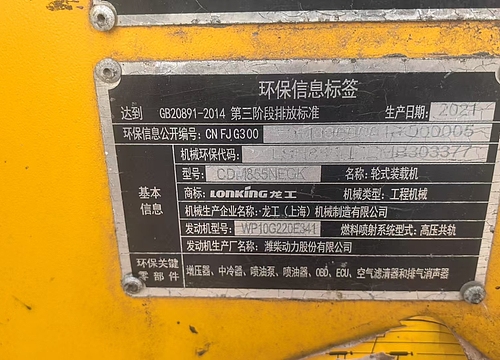 环保信息标签
达到 GB20891-2014 第三阶段排放标准 生产日期: 2021
环保信息公开编号: CN FJ G300
机械环保代码:
型号: 名称: 轮式装载机
基本信息
商标: LONKING 龙工 机械类型: 工程机械
机械生产企业名称: 龙工（上海）机械制造有限公司
发动机型号: WP10G220E341 燃料喷射系统型式: 高压共轨
发动机生产厂名称: 潍柴动力股份有限公司
环保关键零部件 增压器、中冷器、喷油泵、喷油器、OBD、ECU、空气滤清器和排气消声器